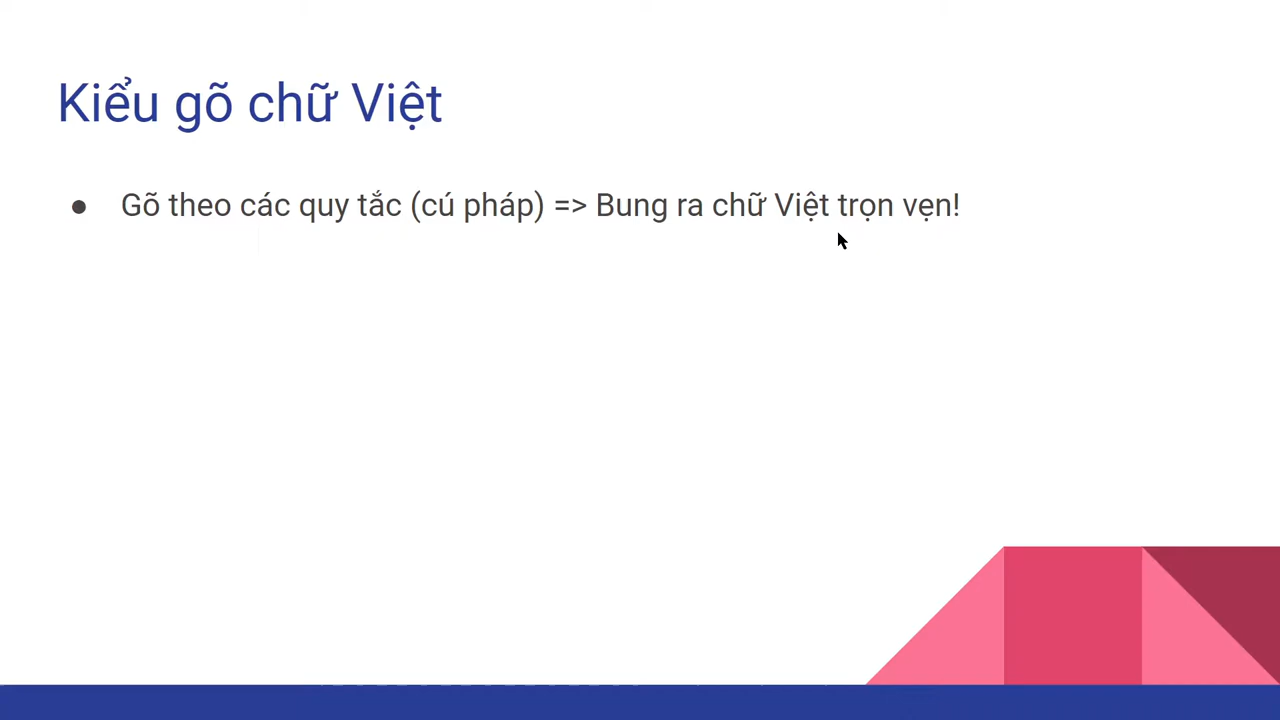 Kiểu gõ chữ Việt
● Gõ theo các quy tắc (cú pháp) => Bung ra chữ Việt trọn vẹn!